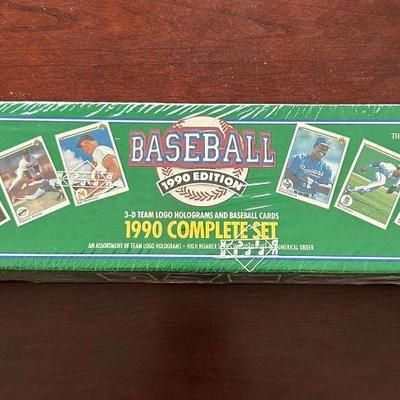 TH
BASEBALL
1990 EDITION
3-D TEAM LOGO HOLOGRAMS AND BASEBALL CARDS
1990 COMPLETE SET
AN ASSORTMENT OF TEAM LOGO HOLOGRAMS • HIGH NUMBER NUMERICAL ORDER